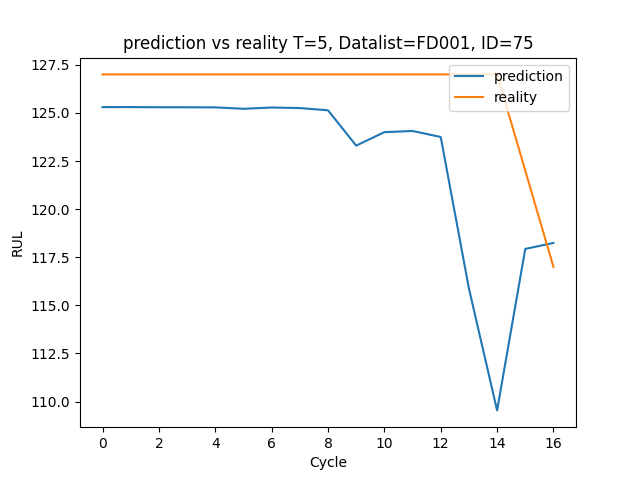 prediction vs reality T=5, Datalist=FD001, ID=75
127.5
125.0
122.5
120.0
117.5
115.0
112.5
110.0
RUL
prediction
reality
0 2 4 6 8 10 12 14 16
Cycle